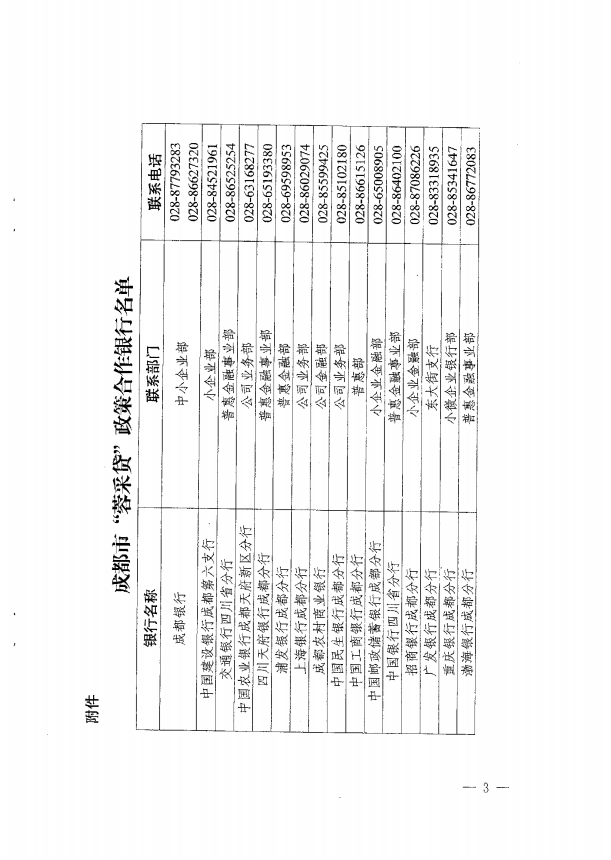 附件
成都市“蓉采贷”政策合作银行名单
银行名称 联系部门 联系电话
成都银行 中小企业部 028-87793283
028-86627320
中国建设银行成都第六支行 小企业部 028-84521961
交通银行四川省分行 普惠金融事业部 028-86525254
中国农业银行成都天府新区分行 公司业务部 028-63168277
四川天府银行成都分行 普惠金融事业部 028-65193380
浦发银行成都分行 普惠金融部 028-69598953
上海银行成都分行 公司业务部 028-86029074
成都农村商业银行 公司金融部 028-85599425
中国民生银行成都分行 公司业务部 028-85102180
中国工商银行成都分行 普惠部 028-86615126
中国邮政储蓄银行成都分行 小企业金融部 028-65008905
中国银行四川省分行 普惠金融事业部 028-86402100
招商银行成都分行 小企业金融部 028-87086226
广发银行成都分行 东大街支行 028-83318935
重庆银行成都分行 小微企业银行部 028-85341647
渤海银行成都分行 普惠金融事业部 028-86772083
— 3 —